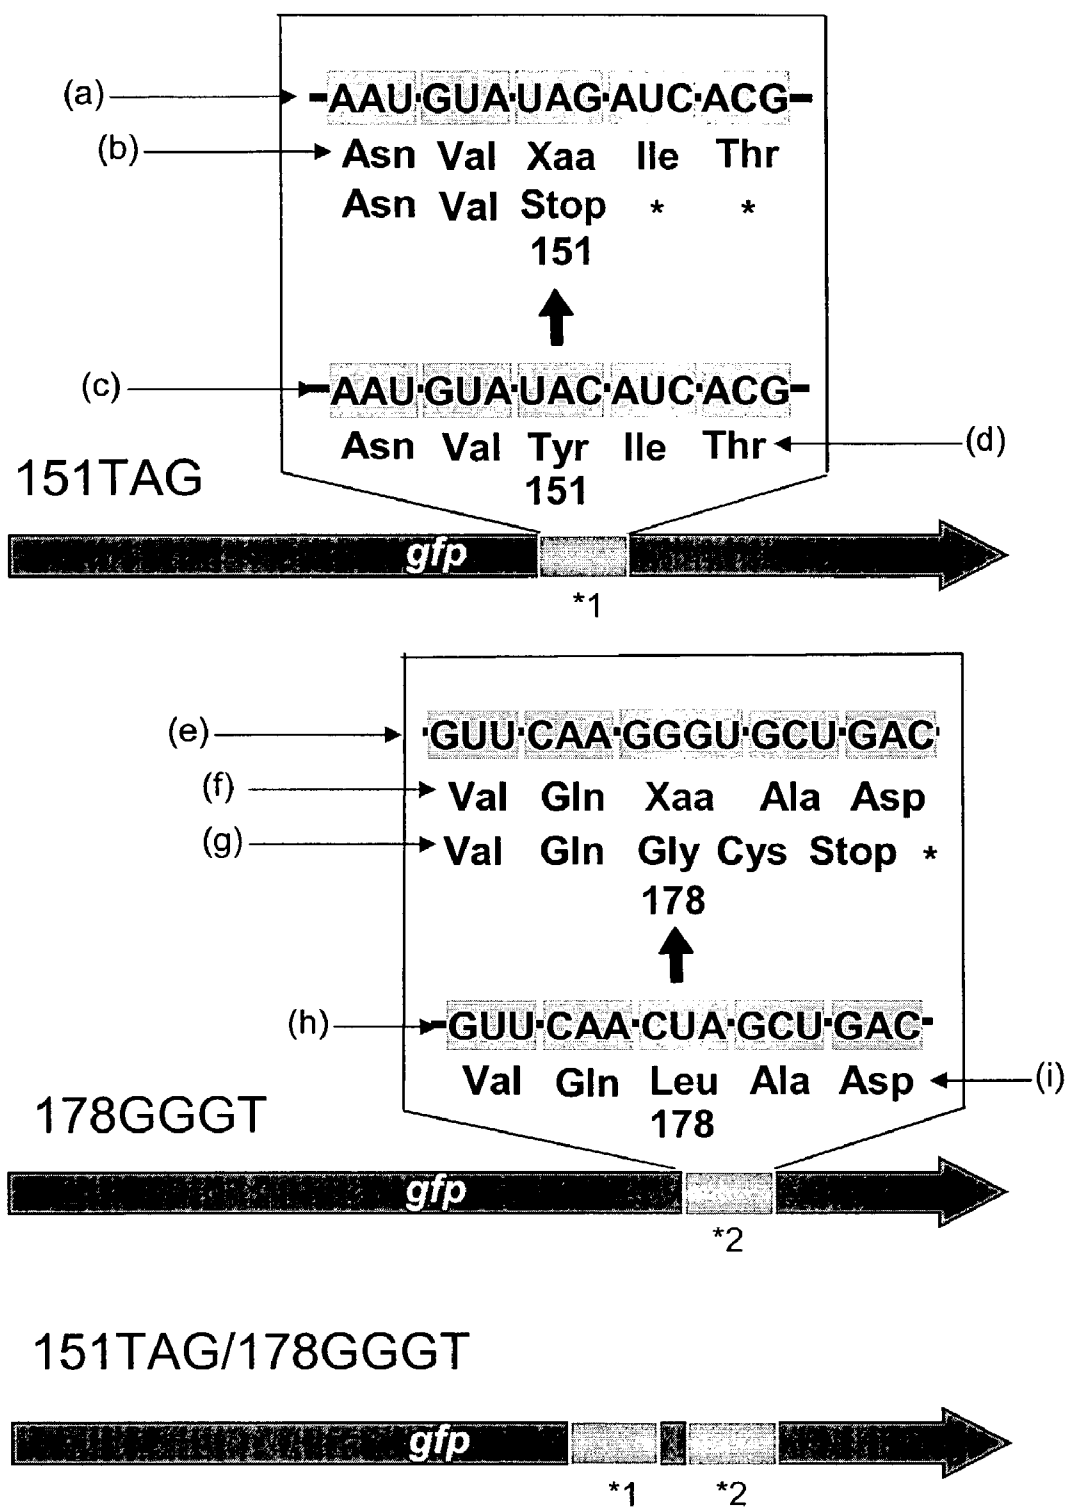 (a) AAU·GUA·UAG·AUC·ACG
(b) Asn Val Xaa Ile Thr
Asn Val Stop * *
151
(c) AAU·GUA·UAC·AUC·ACG
Asn Val Tyr Ile Thr (d)
151
151TAG
gfp
*1
(e) ·GUU·CAA·GGGU·GCU·GAC·
(f) Val Gln Xaa Ala Asp
(g) Val Gln Gly Cys Stop *
178
(h) GUU·CAA·CUA·GCU·GAC
Val Gln Leu Ala Asp (i)
178
178GGGT
gfp
*2
151TAG/178GGGT
gfp
*1 *2